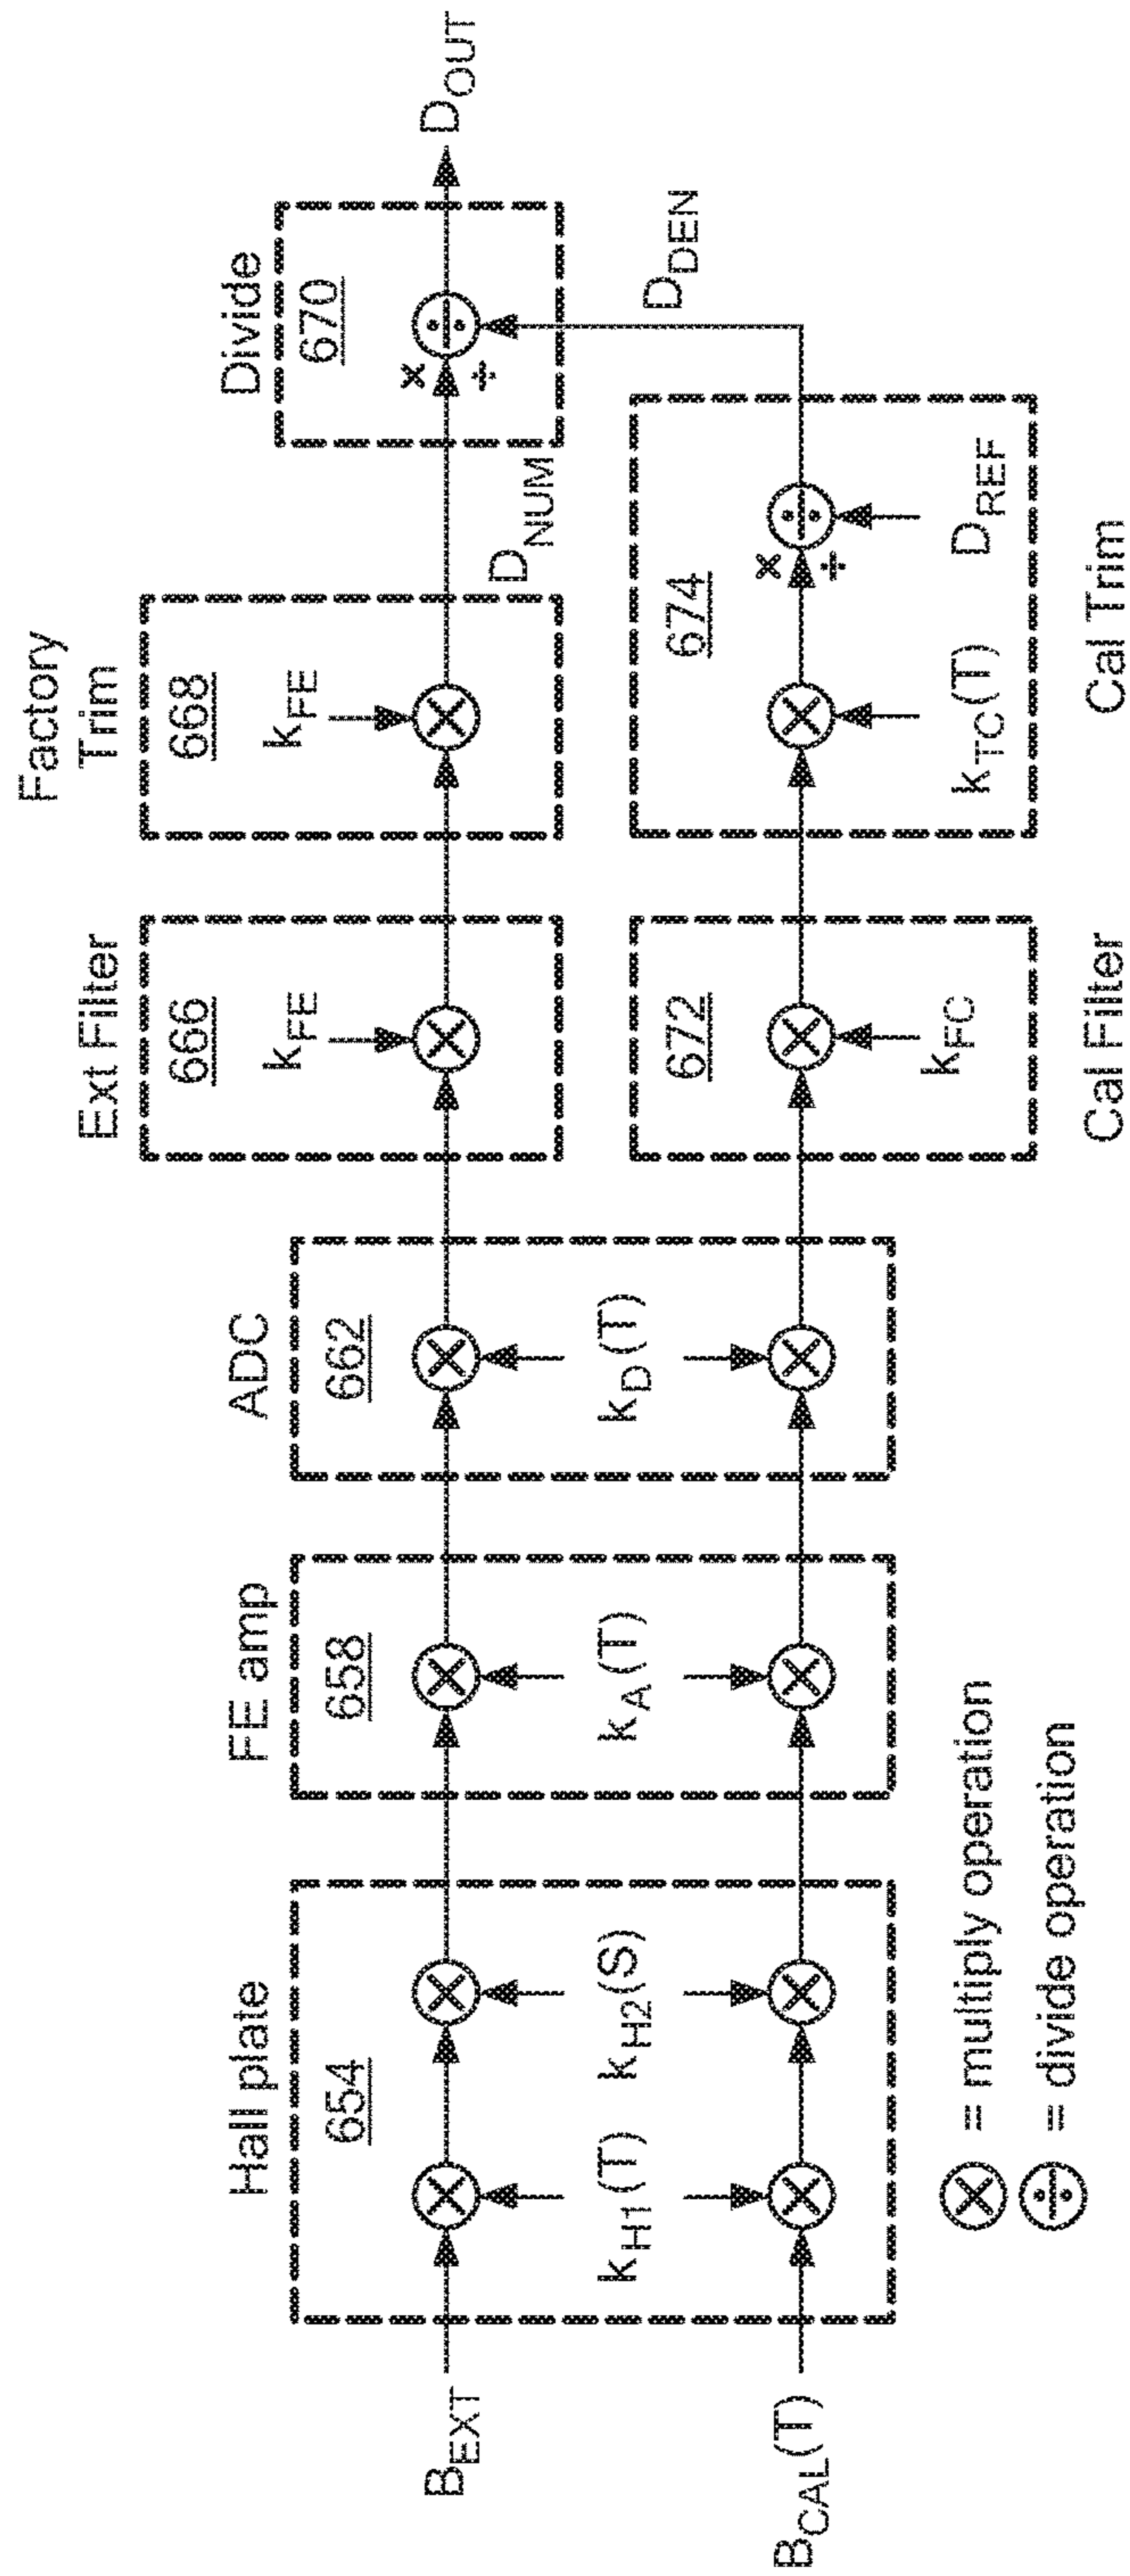 Hall plate
654
B_EXT
k_H1(T)
k_H2(S)
B_CAL(T)
FE amp
658
k_A(T)
ADC
662
k_D(T)
Ext Filter
666
k_FE
Factory
Trim
668
k_FE
D_NUM
Divide
670
×
÷
D_OUT
672
k_FC
Cal Filter
674
k_TC(T)
×
÷
D_REF
Cal Trim
D_DEN
⊗ = multiply operation
⨸ = divide operation